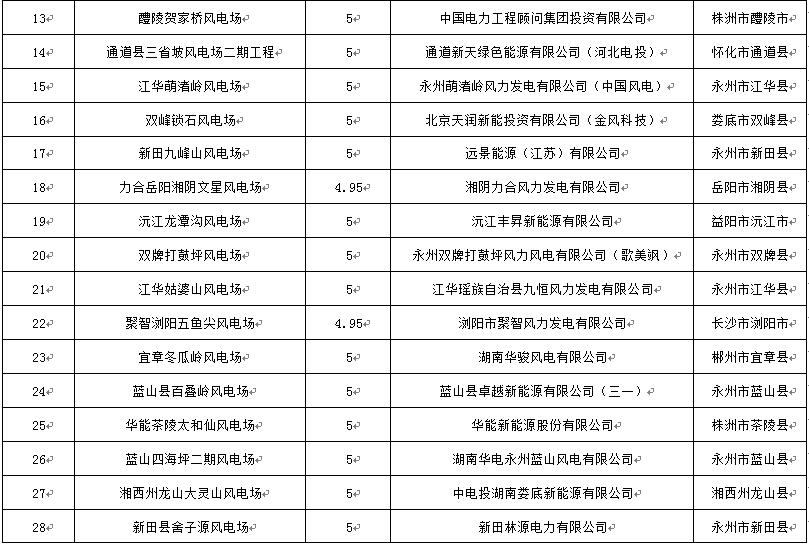 13 醴陵贺家桥风电场 5 中国电力工程顾问集团投资有限公司 株洲市醴陵市
14 通道县三省坡风电场二期工程 5 通道新天绿色能源有限公司（河北电投） 怀化市通道县
15 江华萌渚岭风电场 5 永州萌渚岭风力发电有限公司（中国风电） 永州市江华县
16 双峰锁石风电场 5 北京天润新能投资有限公司（金风科技） 娄底市双峰县
17 新田九峰山风电场 5 远景能源（江苏）有限公司 永州市新田县
18 力合岳阳湘阴文星风电场 4.95 湘阴力合风力发电有限公司 岳阳市湘阴县
19 沅江龙潭沟风电场 5 沅江丰昇新能源有限公司 益阳市沅江市
20 双牌打鼓坪风电场 5 永州双牌打鼓坪风力风电有限公司（歌美飒） 永州市双牌县
21 江华姑婆山风电场 5 江华瑶族自治县九恒风力发电有限公司 永州市江华县
22 聚智浏阳五鱼尖风电场 4.95 浏阳市聚智风力发电有限公司 长沙市浏阳市
23 宜章冬瓜岭风电场 5 湖南华骏风电有限公司 郴州市宜章县
24 蓝山县百叠岭风电场 5 蓝山县卓越新能源有限公司（三一） 永州市蓝山县
25 华能茶陵太和仙风电场 5 华能新能源股份有限公司 株洲市茶陵县
26 蓝山四海坪二期风电场 5 湖南华电永州蓝山风电有限公司 永州市蓝山县
27 湘西州龙山大灵山风电场 5 中电投湖南娄底新能源有限公司 湘西州龙山县
28 新田县舍子源风电场 5 新田林源电力有限公司 永州市新田县